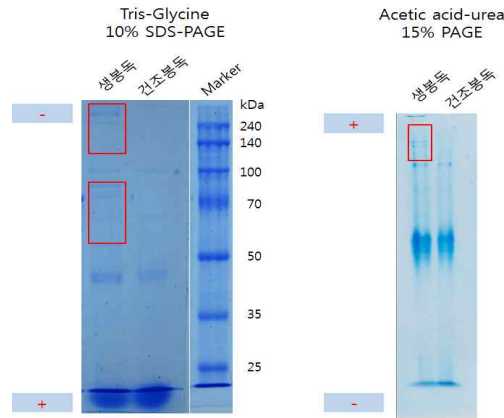 Tris-Glycine
10% SDS-PAGE
생봉독
건조봉독
Marker
kDa
-
240
140
100
70
50
35
25
+
Acetic acid-urea
15% PAGE
생봉독
건조봉독
+
-